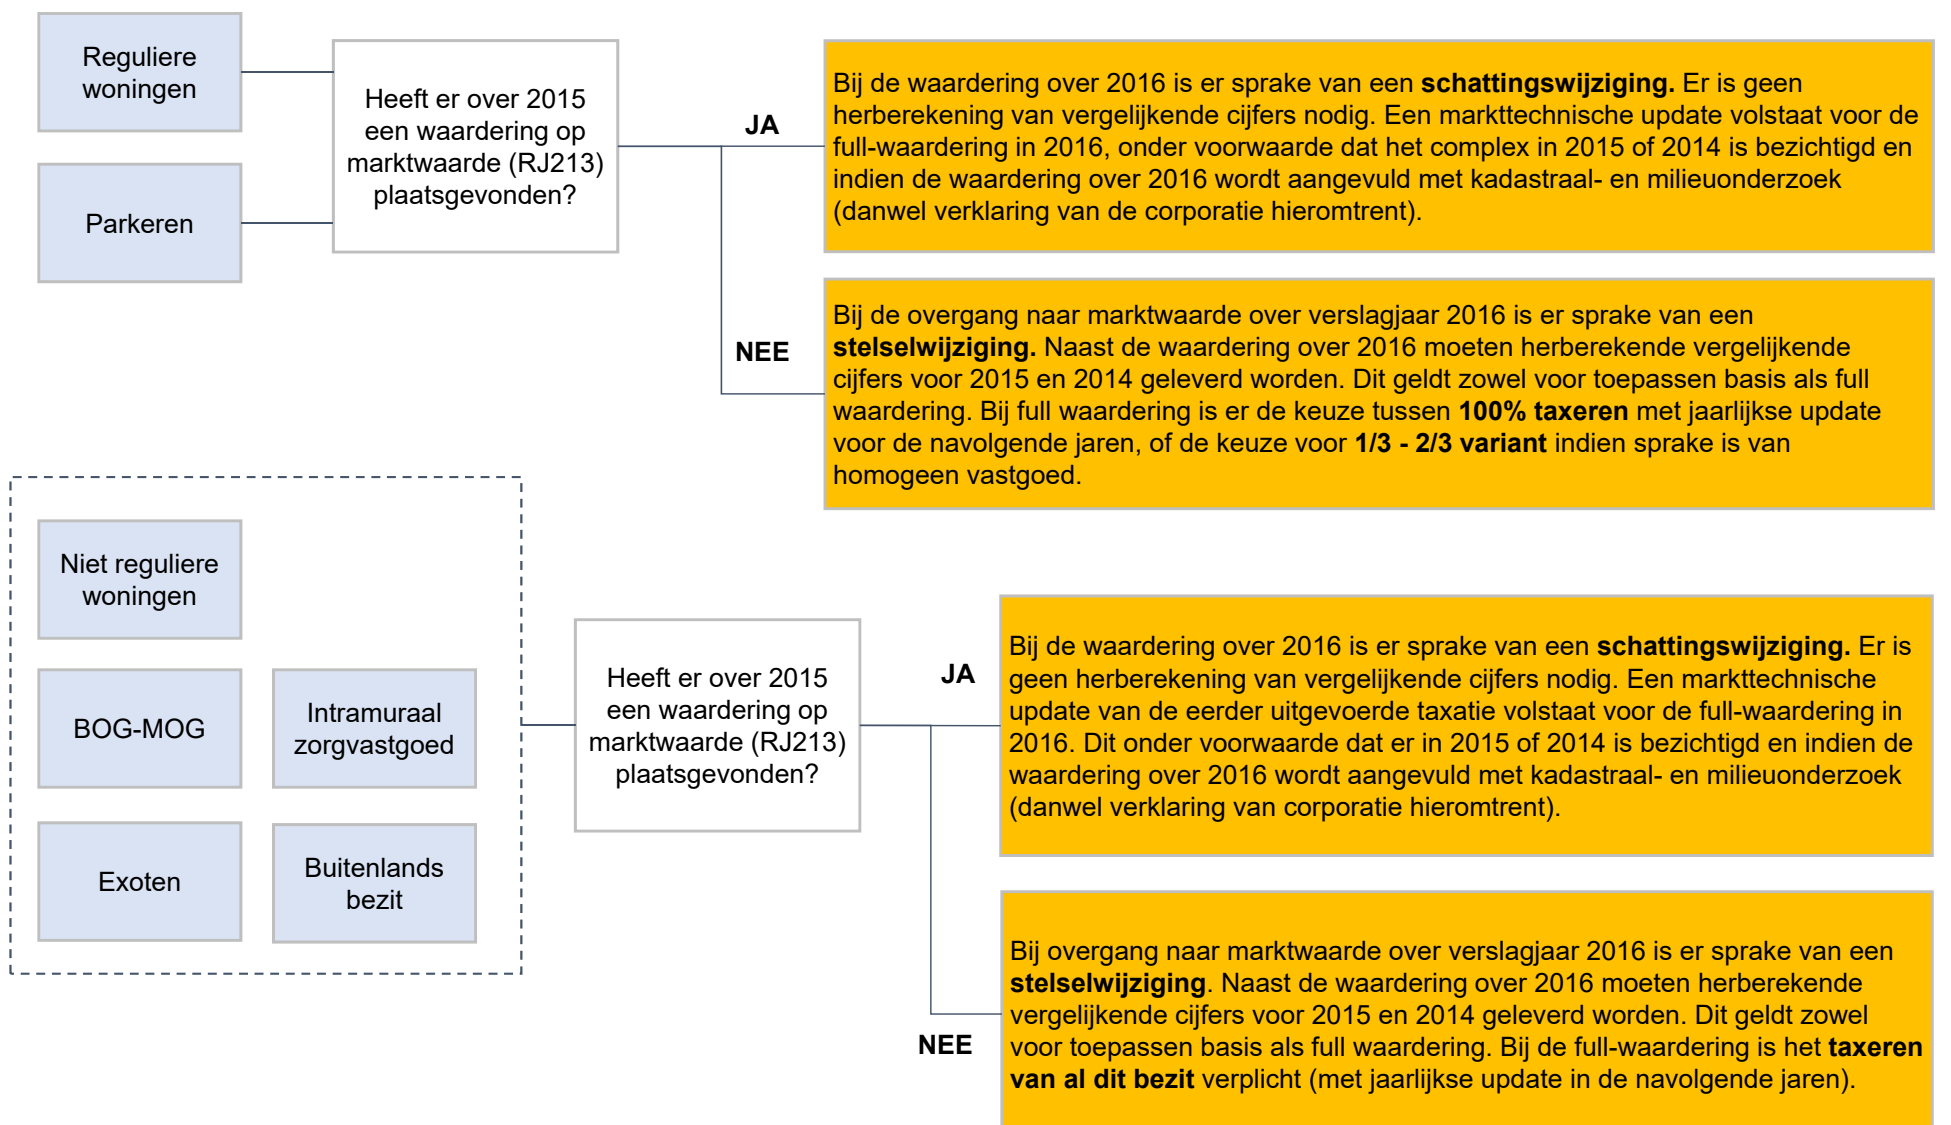 Reguliere
woningen
Parkeren
Heeft er over 2015
een waardering op
marktwaarde (RJ213)
plaatsgevonden?
JA
Bij de waardering over 2016 is er sprake van een schattingswijziging. Er is geen
herberekening van vergelijkende cijfers nodig. Een markttechnische update volstaat voor de
full-waardering in 2016, onder voorwaarde dat het complex in 2015 of 2014 is bezichtigd en
indien de waardering over 2016 wordt aangevuld met kadastraal- en milieuonderzoek
(danwel verklaring van de corporatie hieromtrent).
NEE
Bij de overgang naar marktwaarde over verslagjaar 2016 is er sprake van een
stelselwijziging. Naast de waardering over 2016 moeten herberekende vergelijkende
cijfers voor 2015 en 2014 geleverd worden. Dit geldt zowel voor toepassen basis als full
waardering. Bij full waardering is er de keuze tussen 100% taxeren met jaarlijkse update
voor de navolgende jaren, of de keuze voor 1/3 - 2/3 variant indien sprake is van
homogeen vastgoed.
Niet reguliere
woningen
BOG-MOG
Intramuraal
zorgvastgoed
Exoten
Buitenlands
bezit
Heeft er over 2015
een waardering op
marktwaarde (RJ213)
plaatsgevonden?
JA
Bij de waardering over 2016 is er sprake van een schattingswijziging. Er is
geen herberekening van vergelijkende cijfers nodig. Een markttechnische
update van de eerder uitgevoerde taxatie volstaat voor de full-waardering in
2016. Dit onder voorwaarde dat er in 2015 of 2014 is bezichtigd en indien de
waardering over 2016 wordt aangevuld met kadastraal- en milieuonderzoek
(danwel verklaring van corporatie hieromtrent).
NEE
Bij overgang naar marktwaarde over verslagjaar 2016 is er sprake van een
stelselwijziging. Naast de waardering over 2016 moeten herberekende
vergelijkende cijfers voor 2015 en 2014 geleverd worden. Dit geldt zowel
voor toepassen basis als full waardering. Bij de full-waardering is het taxeren
van al dit bezit verplicht (met jaarlijkse update in de navolgende jaren).